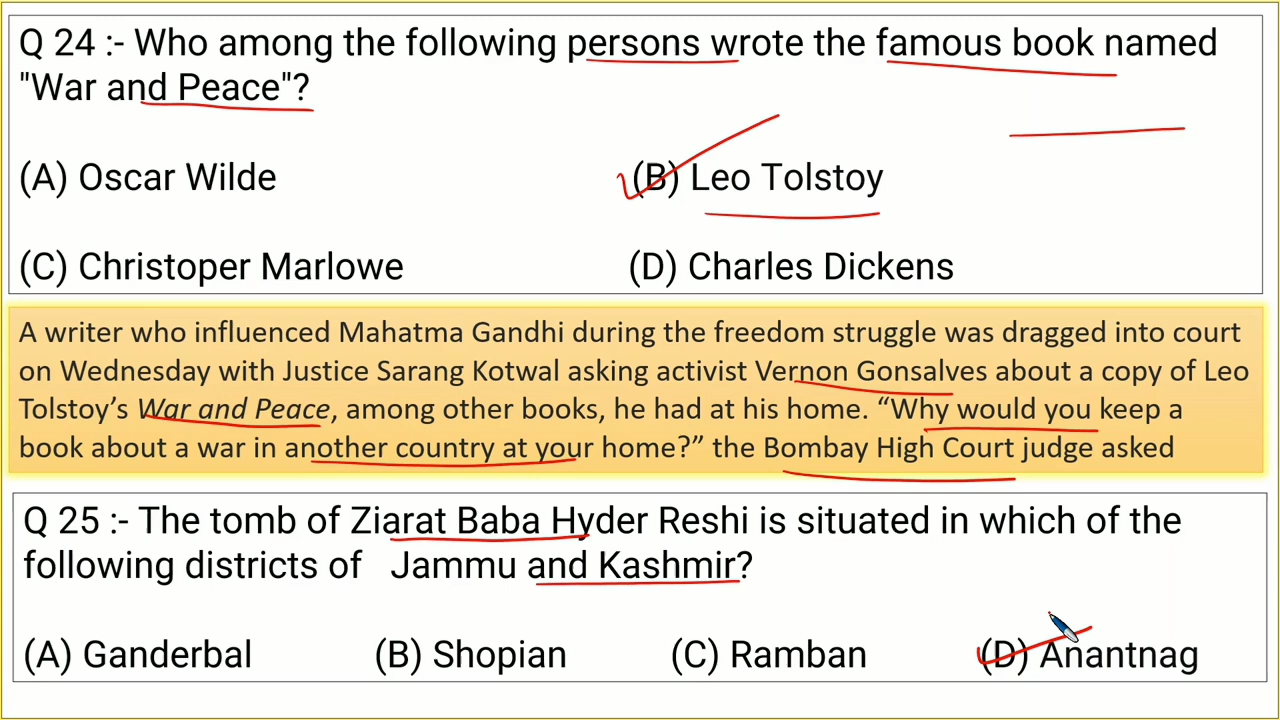 Q 24 :- Who among the following persons wrote the famous book named
"War and Peace"?
(A) Oscar Wilde (B) Leo Tolstoy
(C) Christoper Marlowe (D) Charles Dickens
A writer who influenced Mahatma Gandhi during the freedom struggle was dragged into court
on Wednesday with Justice Sarang Kotwal asking activist Vernon Gonsalves about a copy of Leo
Tolstoy’s War and Peace, among other books, he had at his home. “Why would you keep a
book about a war in another country at your home?” the Bombay High Court judge asked
Q 25 :- The tomb of Ziarat Baba Hyder Reshi is situated in which of the
following districts of Jammu and Kashmir?
(A) Ganderbal (B) Shopian (C) Ramban (D) Anantnag